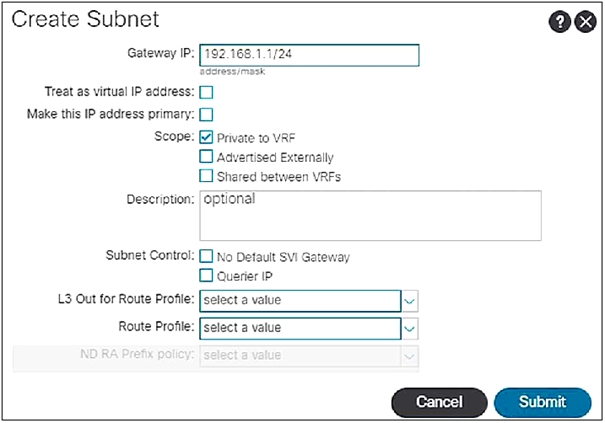 Create Subnet
Gateway IP: 192.168.1.1/24
address/mask
Treat as virtual IP address:
Make this IP address primary:
Scope: Private to VRF
Advertised Externally
Shared between VRFs
Description: optional
Subnet Control: No Default SVI Gateway
Querier IP
L3 Out for Route Profile: select a value
Route Profile: select a value
ND RA Prefix policy: select a value
Cancel Submit